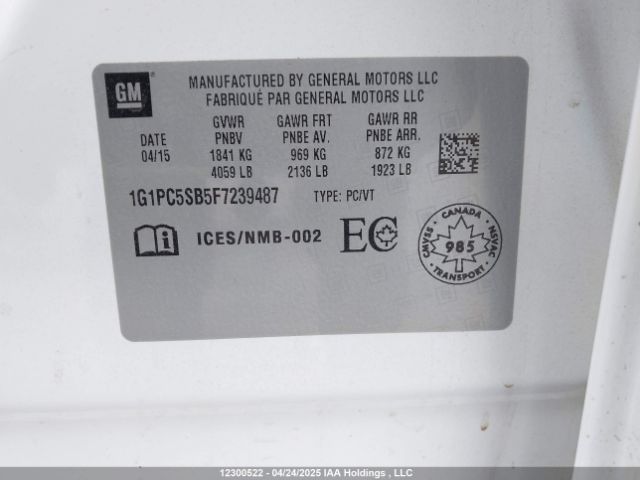 GM
MANUFACTURED BY GENERAL MOTORS LLC
FABRIQUÉ PAR GENERAL MOTORS LLC
GVWR GAWR FRT GAWR RR
DATE PNBV PNBE AV. PNBE ARR.
04/15 1841 KG 969 KG 872 KG
4059 LB 2136 LB 1923 LB
1G1PC5SB5F7239487 TYPE: PC/VT
i ICES/NMB-002 EC
CANADA
CMVSS 985 NSVAC
TRANSPORT
12300522 - 04/24/2025 IAA Holdings , LLC